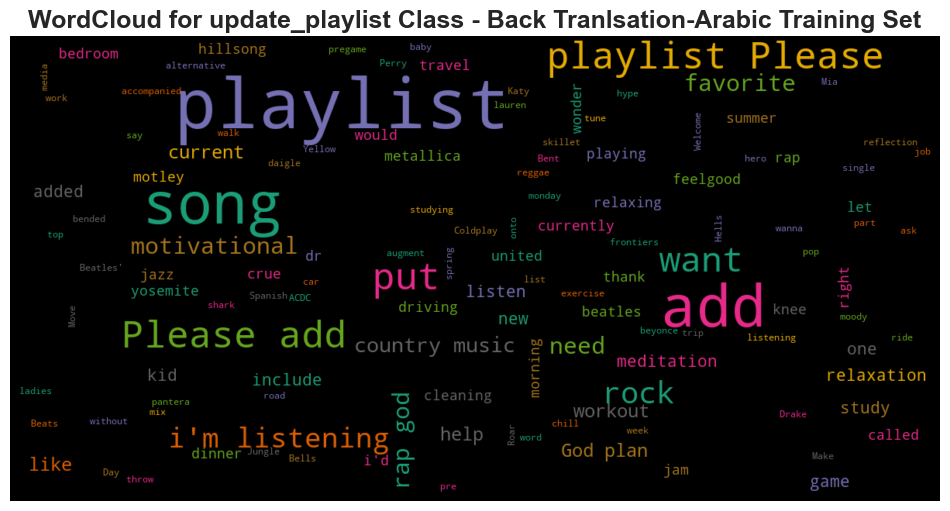 WordCloud for update_playlist Class - Back Tranlsation-Arabic Training Set
bedroom
hillsong
pregame
baby
playlist Please
alternative
Perry
travel
media
work
accompanied
playlist
Katy
lauren
wonder
hype
favorite
Mia
tune
summer
Welcome
say
walk
would
current
Yellow
daigle
metallica
skillet
Bent
playing
hero
rap
reflection
job
single
reggae
motley
feelgood
added
song
studying
monday
relaxing
wanna
let
part
ask
bended
top
Coldplay
onto
currently
Hells
motivational
dr
augment
spring
united
frontiers
want
pop
Beatles'
jazz
crue
car
put
list
thank
right
yosemite
Spanish
ACDC
listen
exercise
shark
driving
new
beatles
add
knee
moody
Move
Please add
beyonce
trip
listening
ride
country music
need
one
morning
meditation
kid
include
relaxation
ladies
pantera
road
cleaning
rock
mix
without
rap god
workout
study
Beats
Drake
i'm listening
help
Roar
word
chill
week
called
dinner
Jungle
Bells
God plan
Make
like
Day
i'd
jam
throw
pre
game